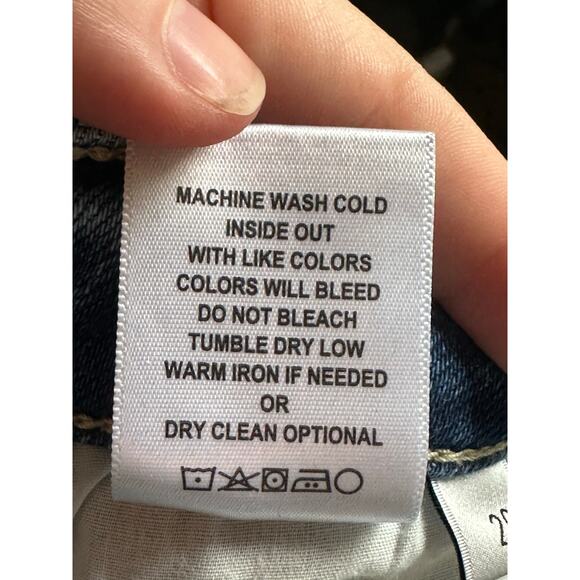 MACHINE WASH COLD
INSIDE OUT
WITH LIKE COLORS
COLORS WILL BLEED
DO NOT BLEACH
TUMBLE DRY LOW
WARM IRON IF NEEDED
OR
DRY CLEAN OPTIONAL